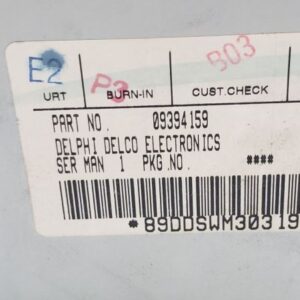 E2 P3 B03
URT BURN-IN CUST.CHECK
PART NO. 09394159
DELPHI DELCO ELECTRONICS
SER MAN 1 PKG.NO. ****
*89DDSWM30319